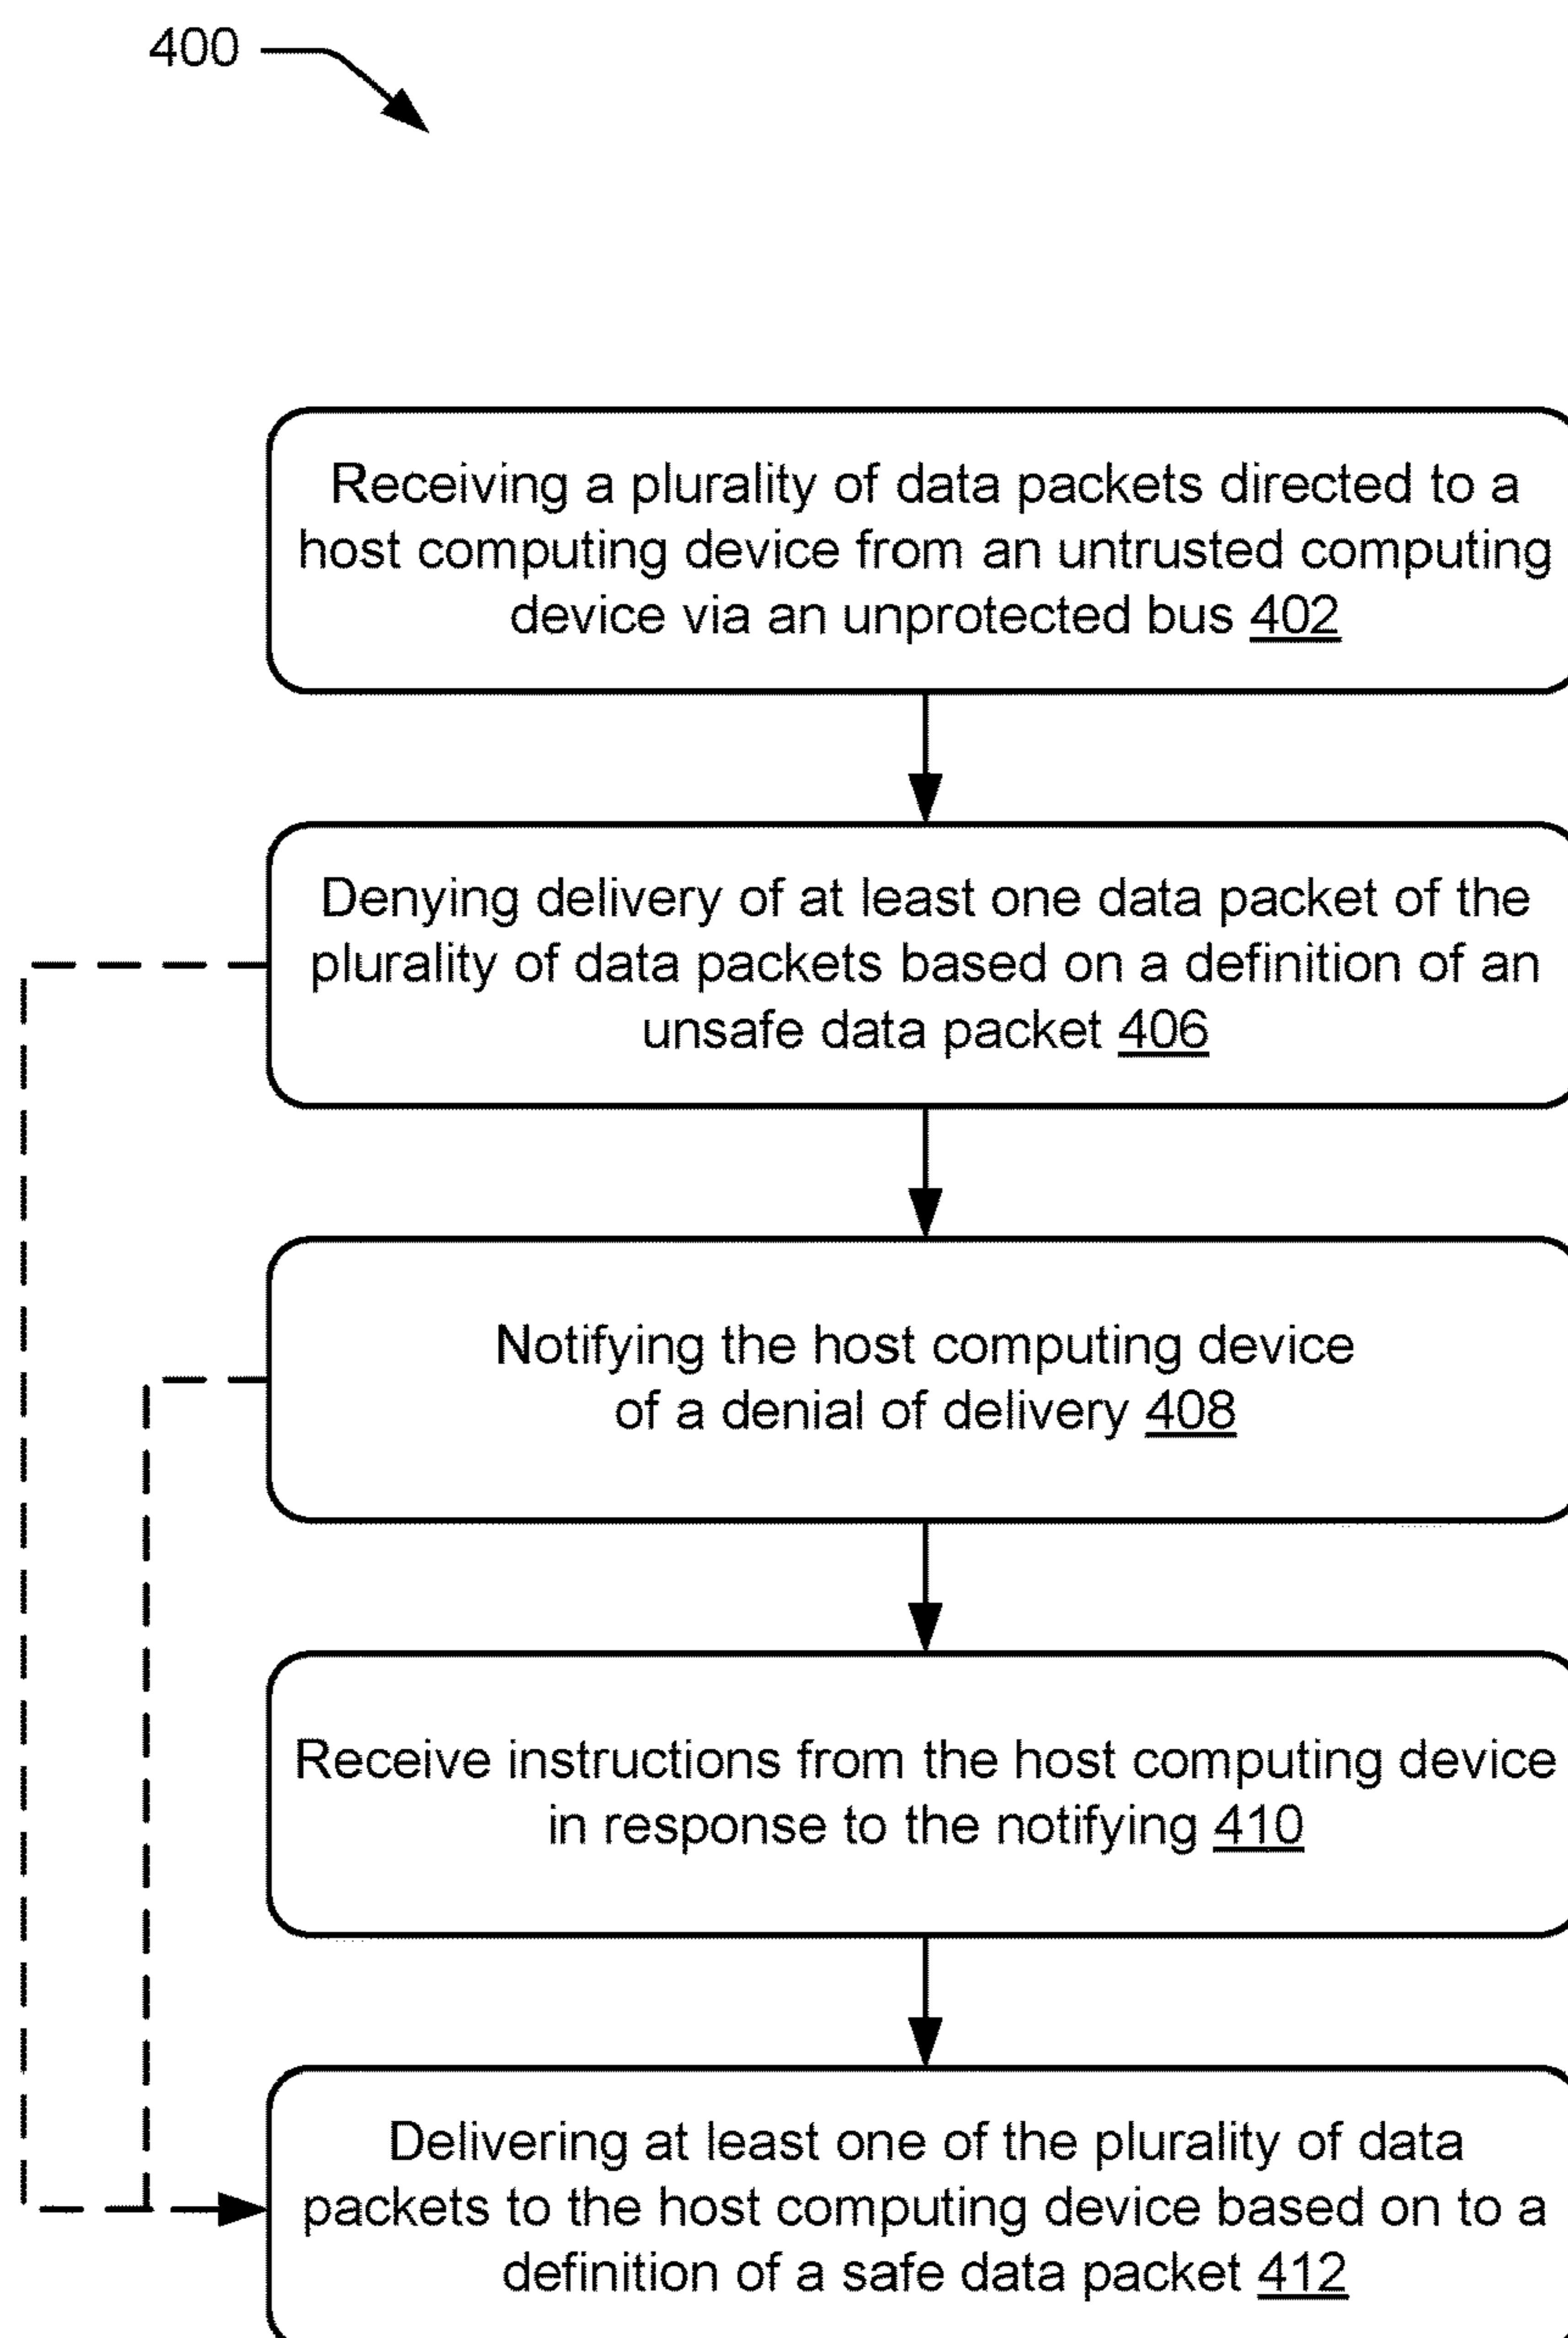 400
Receiving a plurality of data packets directed to a
host computing device from an untrusted computing
device via an unprotected bus 402
Denying delivery of at least one data packet of the
plurality of data packets based on a definition of an
unsafe data packet 406
Notifying the host computing device
of a denial of delivery 408
Receive instructions from the host computing device
in response to the notifying 410
Delivering at least one of the plurality of data
packets to the host computing device based on to a
definition of a safe data packet 412